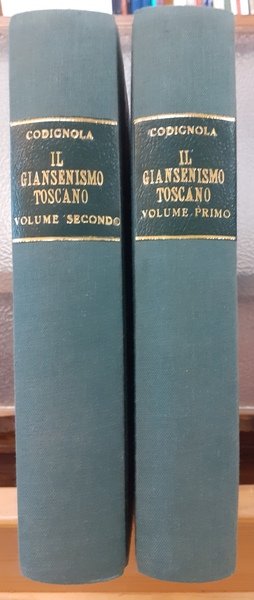 CODIGNOLA
IL
GIANSENISMO
TOSCANO
VOLUME SECONDO
CODIGNOLA
IL
GIANSENISMO
TOSCANO
VOLUME PRIMO